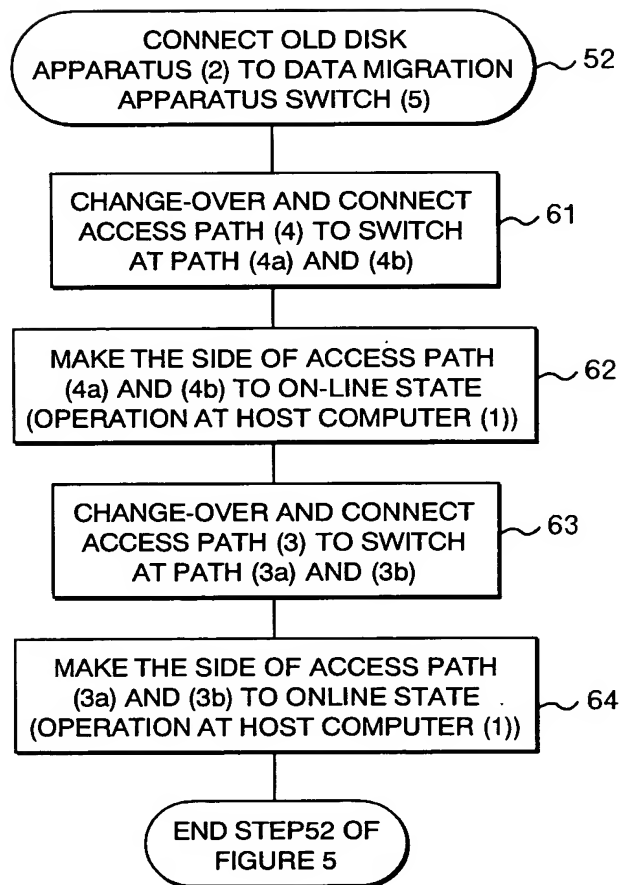 CONNECT OLD DISK
APPARATUS (2) TO DATA MIGRATION
APPARATUS SWITCH (5)
52
CHANGE-OVER AND CONNECT
ACCESS PATH (4) TO SWITCH
AT PATH (4a) AND (4b)
61
MAKE THE SIDE OF ACCESS PATH
(4a) AND (4b) TO ON-LINE STATE
(OPERATION AT HOST COMPUTER (1))
62
CHANGE-OVER AND CONNECT
ACCESS PATH (3) TO SWITCH
AT PATH (3a) AND (3b)
63
MAKE THE SIDE OF ACCESS PATH
(3a) AND (3b) TO ONLINE STATE
(OPERATION AT HOST COMPUTER (1))
64
END STEP52 OF
FIGURE 5